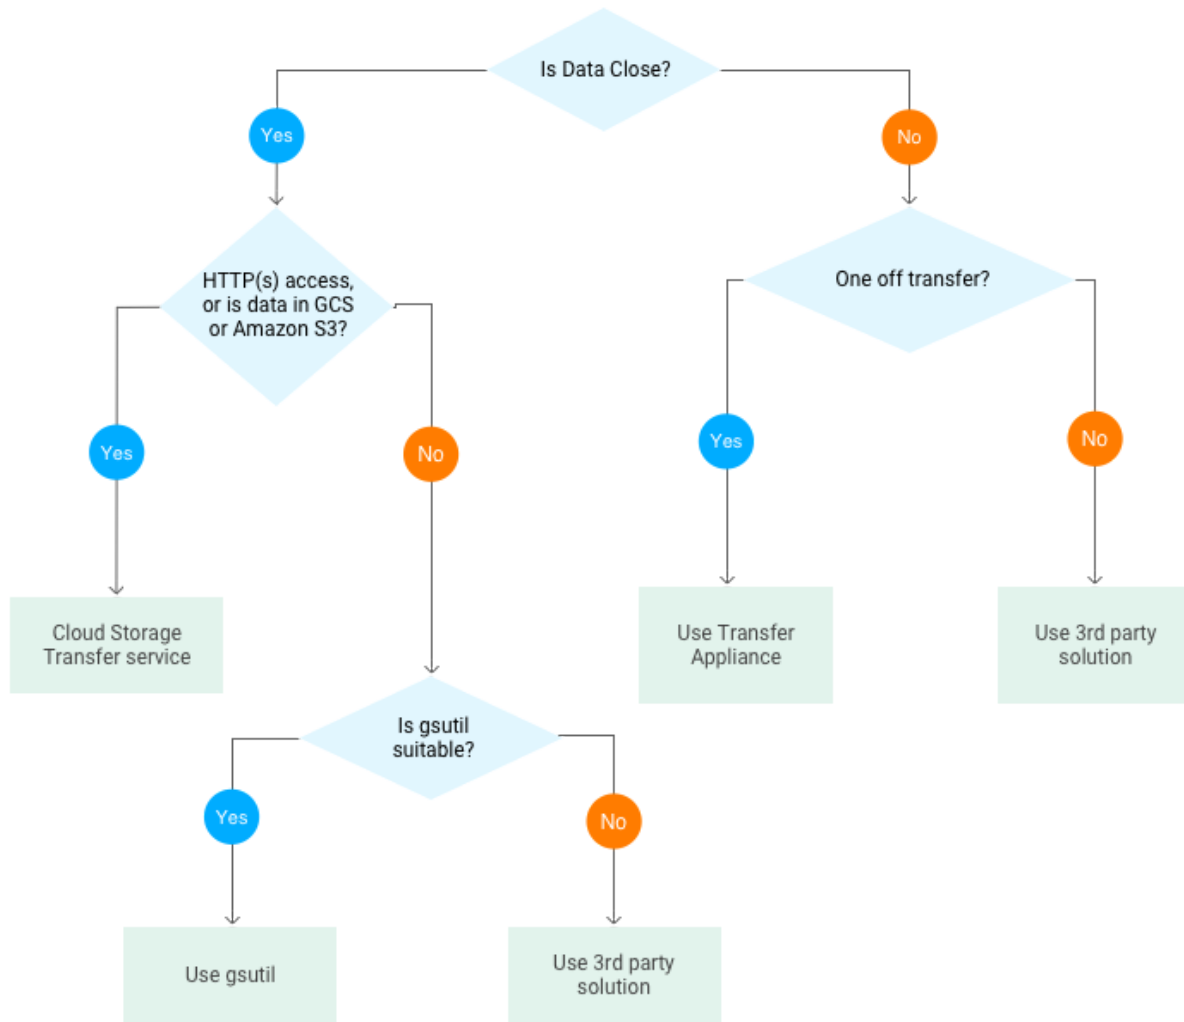 Is Data Close?
Yes
No
HTTP(s) access,
or is data in GCS
or Amazon S3?
One off transfer?
Yes
No
Yes
No
Cloud Storage
Transfer service
Use Transfer
Appliance
Use 3rd party
solution
Is gsutil
suitable?
Yes
No
Use gsutil
Use 3rd party
solution